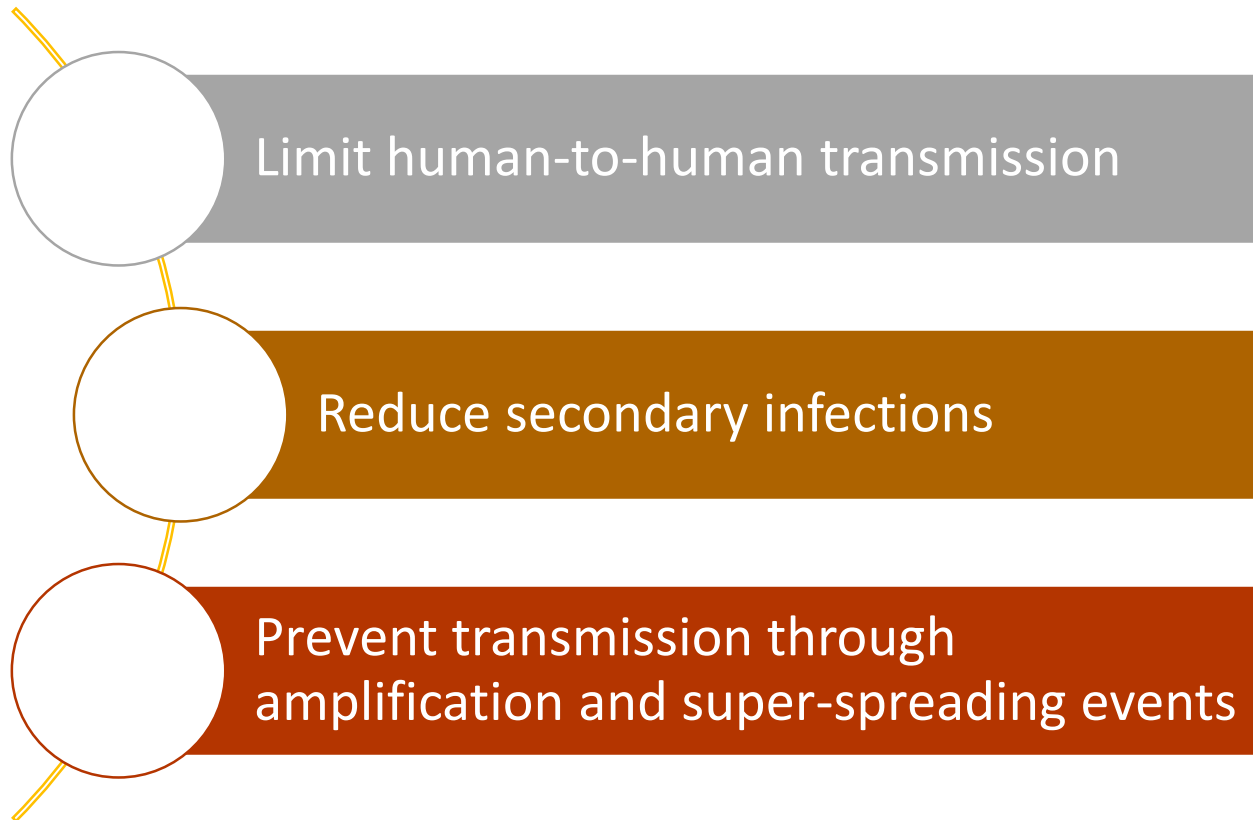 Limit human-to-human transmission
Reduce secondary infections
Prevent transmission through
amplification and super-spreading events